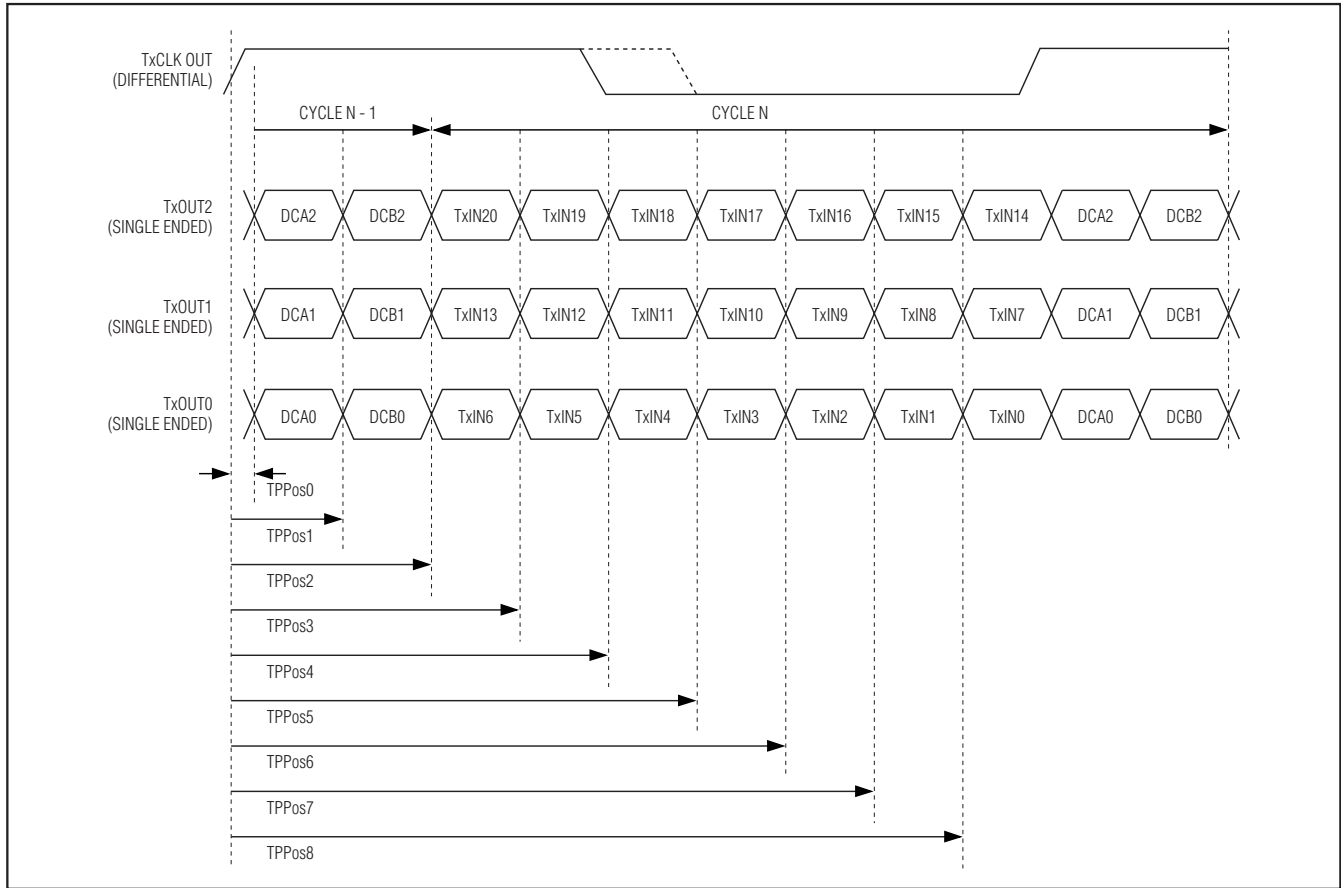 TxCLK OUT
(DIFFERENTIAL)
CYCLE N - 1
CYCLE N
TxOUT2
(SINGLE ENDED)
DCA2 DCB2 TxIN20 TxIN19 TxIN18 TxIN17 TxIN16 TxIN15 TxIN14 DCA2 DCB2
TxOUT1
(SINGLE ENDED)
DCA1 DCB1 TxIN13 TxIN12 TxIN11 TxIN10 TxIN9 TxIN8 TxIN7 DCA1 DCB1
TxOUT0
(SINGLE ENDED)
DCA0 DCB0 TxIN6 TxIN5 TxIN4 TxIN3 TxIN2 TxIN1 TxIN0 DCA0 DCB0
TPPos0
TPPos1
TPPos2
TPPos3
TPPos4
TPPos5
TPPos6
TPPos7
TPPos8